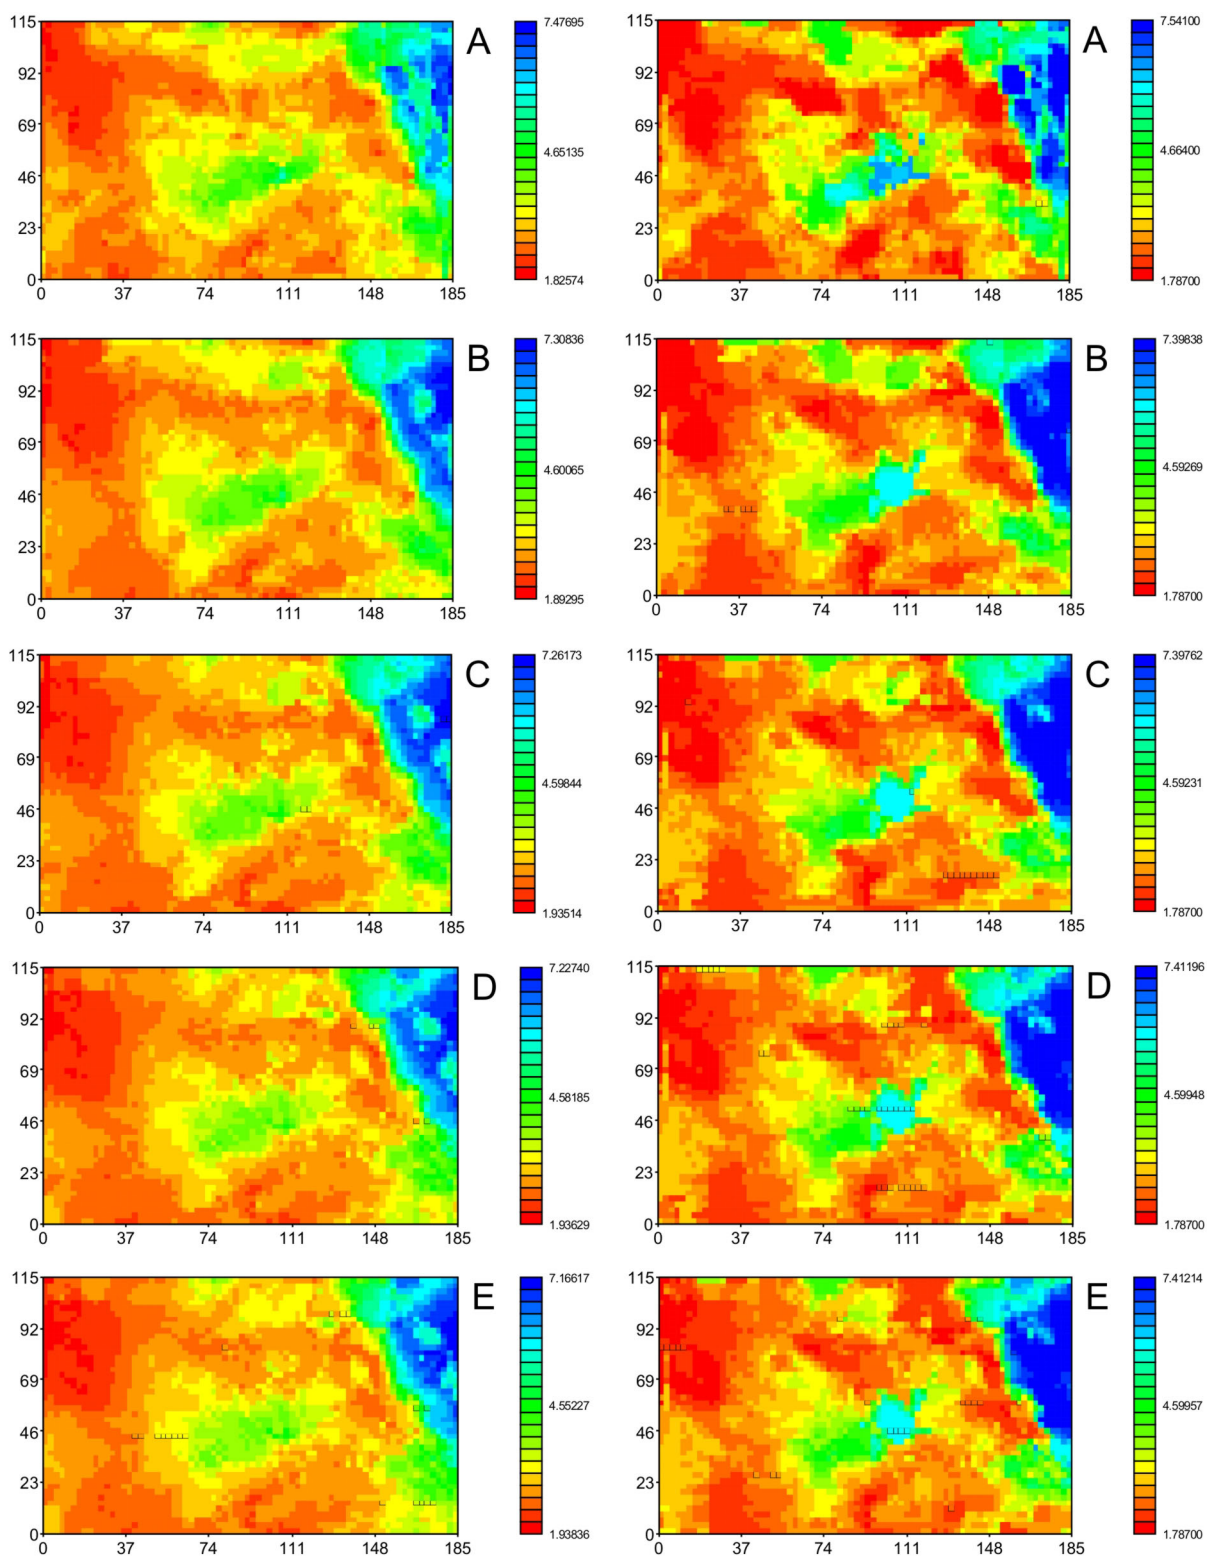 115 92 69 46 23 0
0 37 74 111 148 185
7.47695
4.65135
1.82574
A
115 92 69 46 23 0
0 37 74 111 148 185
7.54100
4.66400
1.78700
A
115 92 69 46 23 0
0 37 74 111 148 185
7.30836
4.60065
1.89295
B
115 92 69 46 23 0
0 37 74 111 148 185
7.39838
4.59269
1.78700
B
115 92 69 46 23 0
0 37 74 111 148 185
7.26173
4.59844
1.93514
C
115 92 69 46 23 0
0 37 74 111 148 185
7.39762
4.59231
1.78700
C
115 92 69 46 23 0
0 37 74 111 148 185
7.22740
4.58185
1.93629
D
115 92 69 46 23 0
0 37 74 111 148 185
7.41196
4.59948
1.78700
D
115 92 69 46 23 0
0 37 74 111 148 185
7.16617
4.55227
1.93836
E
115 92 69 46 23 0
0 37 74 111 148 185
7.41214
4.59957
1.78700
E